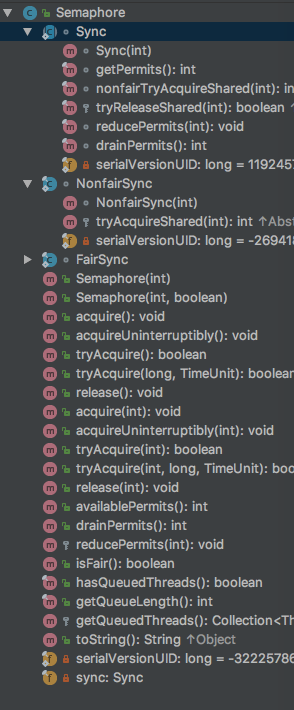 Semaphore
Sync
Sync(int)
getPermits(): int
nonfairTryAcquireShared(int): in
tryReleaseShared(int): boolean ↑
reducePermits(int): void
drainPermits(): int
serialVersionUID: long = 1192457
NonfairSync
NonfairSync(int)
tryAcquireShared(int): int ↑Abst
serialVersionUID: long = -269418
FairSync
Semaphore(int)
Semaphore(int, boolean)
acquire(): void
acquireUninterruptibly(): void
tryAcquire(): boolean
tryAcquire(long, TimeUnit): boolean
release(): void
acquire(int): void
acquireUninterruptibly(int): void
tryAcquire(int): boolean
tryAcquire(int, long, TimeUnit): boo
release(int): void
availablePermits(): int
drainPermits(): int
reducePermits(int): void
isFair(): boolean
hasQueuedThreads(): boolean
getQueueLength(): int
getQueuedThreads(): Collection<Th
toString(): String ↑Object
serialVersionUID: long = -32225786
sync: Sync